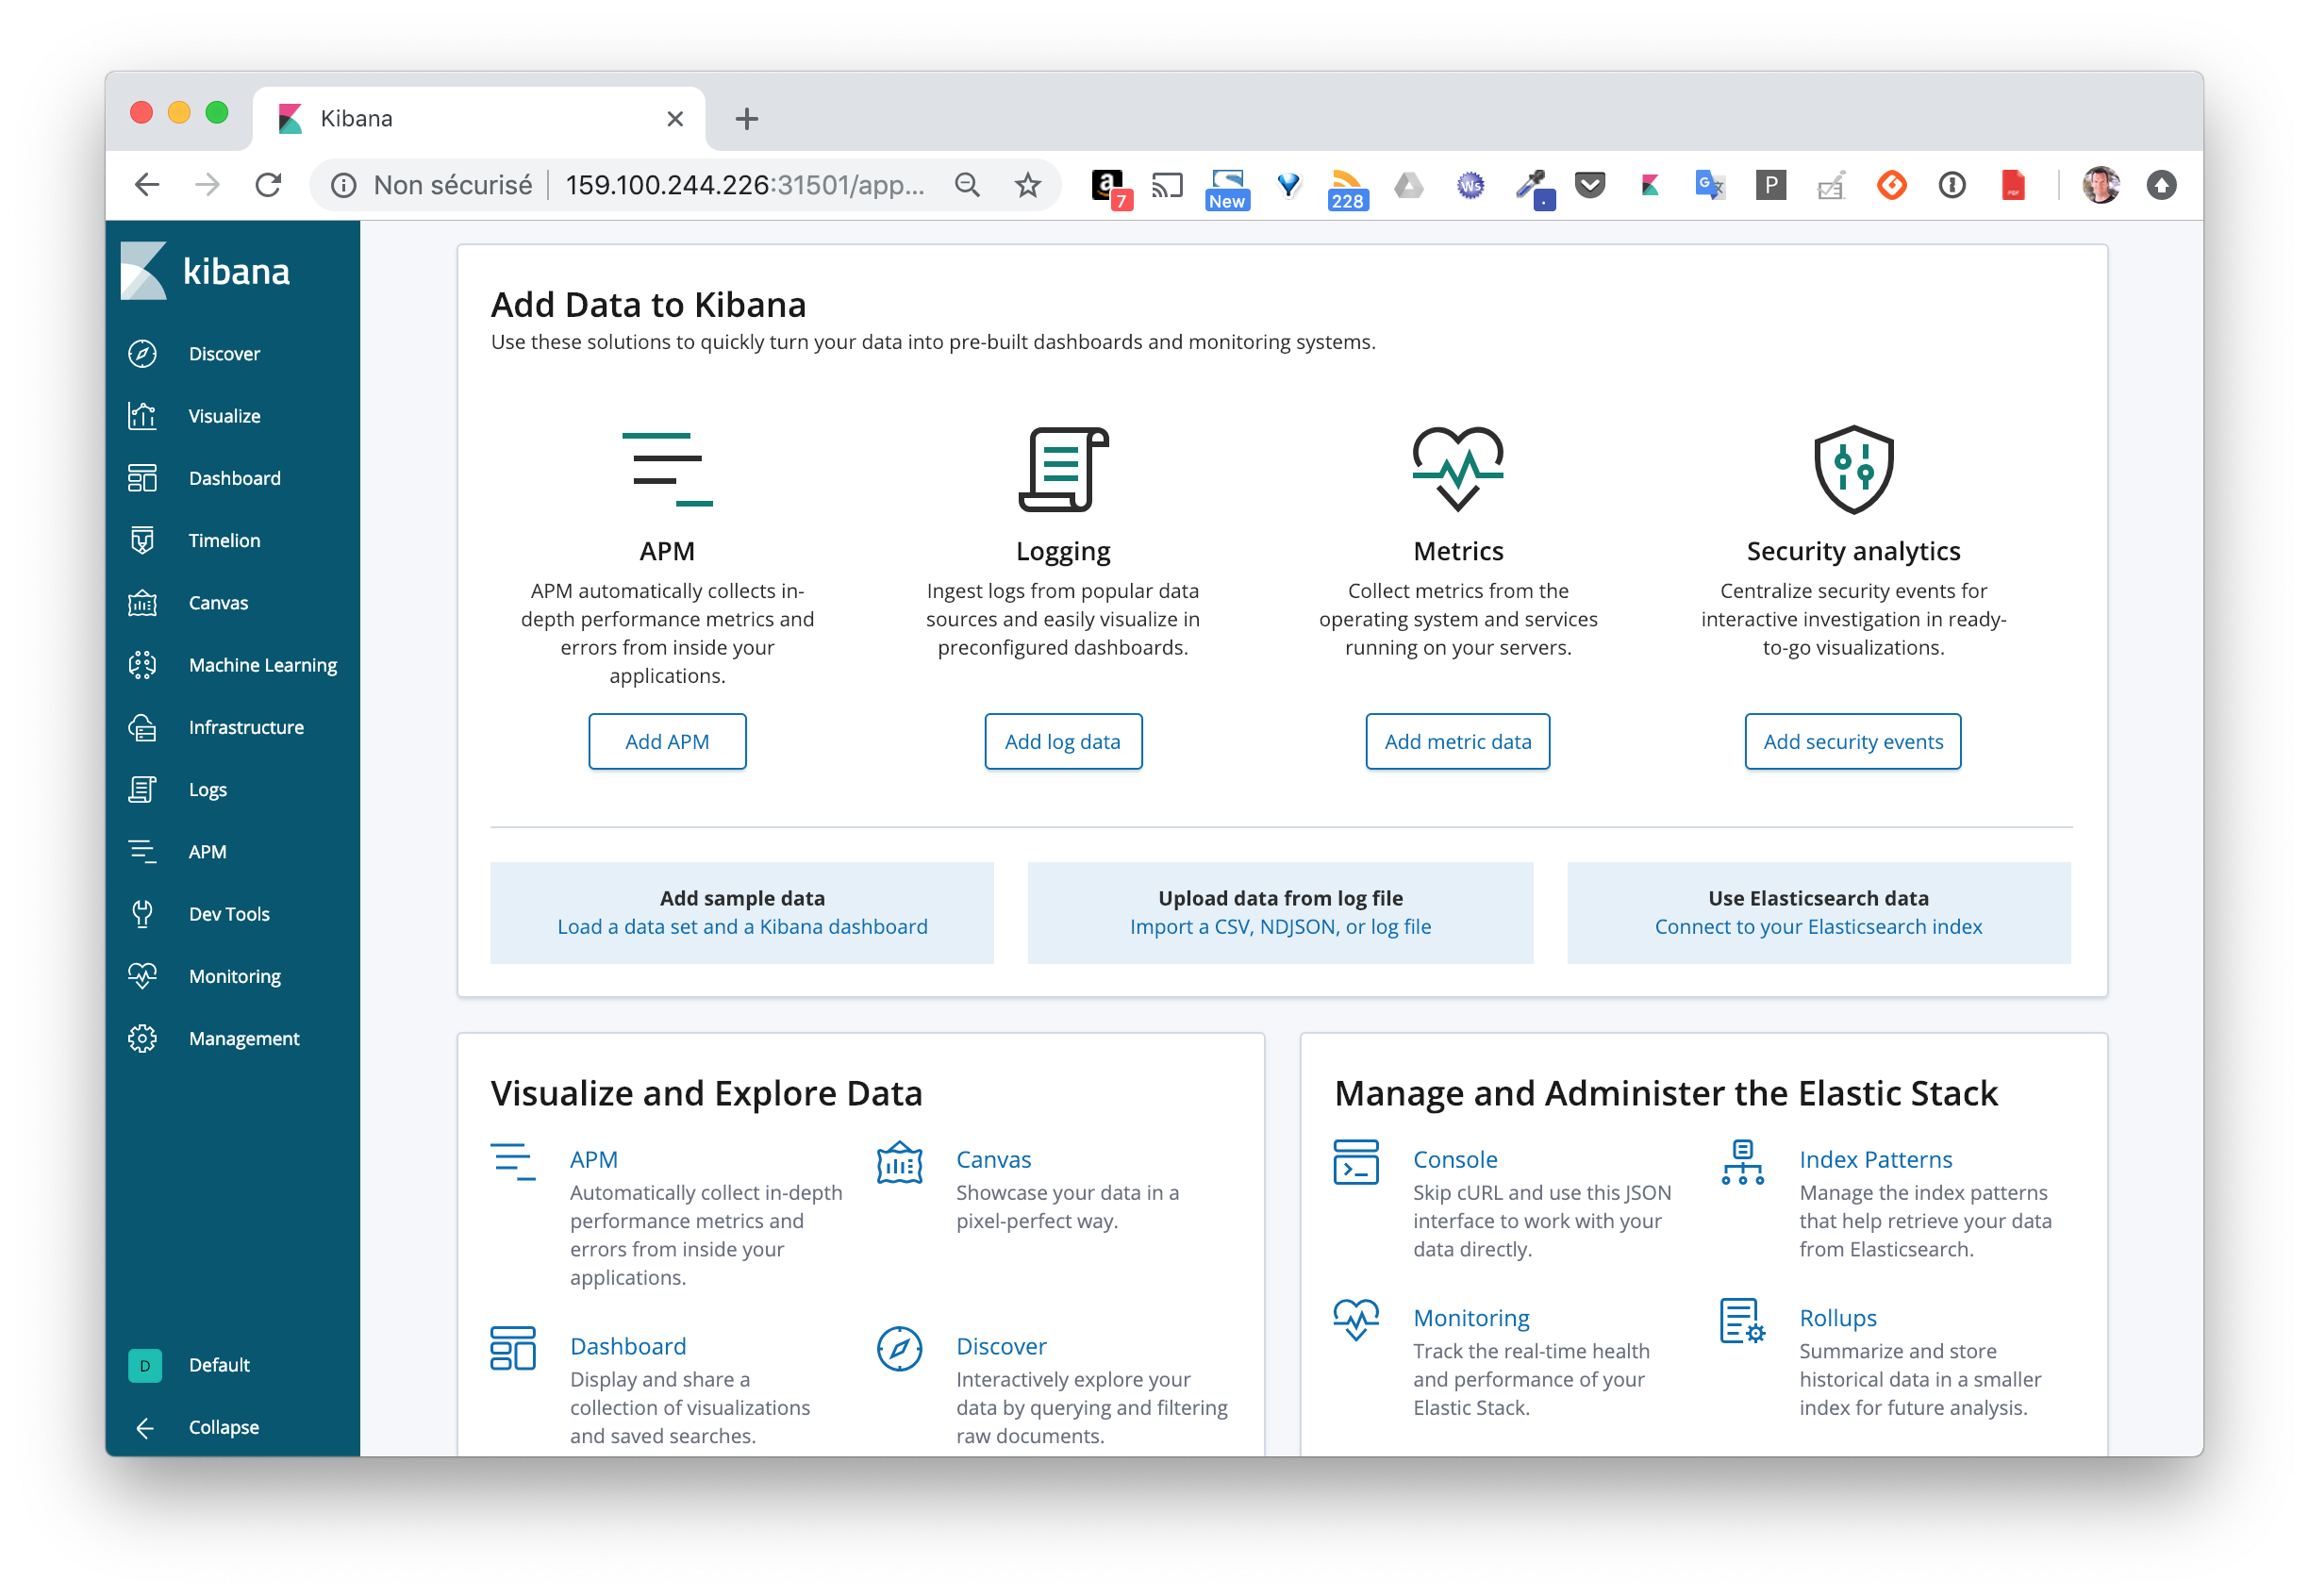 Kibana
Non sécurisé 159.100.244.226:31501/app...
7
New
228
Ws
G
P
kibana
Discover
Visualize
Dashboard
Timelion
Canvas
Machine Learning
Infrastructure
Logs
APM
Dev Tools
Monitoring
Management
D Default
Collapse
Add Data to Kibana
Use these solutions to quickly turn your data into pre-built dashboards and monitoring systems.
APM
APM automatically collects in-
depth performance metrics and
errors from inside your
applications.
Add APM
Logging
Ingest logs from popular data
sources and easily visualize in
preconfigured dashboards.
Add log data
Metrics
Collect metrics from the
operating system and services
running on your servers.
Add metric data
Security analytics
Centralize security events for
interactive investigation in ready-
to-go visualizations.
Add security events
Add sample data
Load a data set and a Kibana dashboard
Upload data from log file
Import a CSV, NDJSON, or log file
Use Elasticsearch data
Connect to your Elasticsearch index
Visualize and Explore Data
APM
Automatically collect in-depth
performance metrics and
errors from inside your
applications.
Canvas
Showcase your data in a
pixel-perfect way.
Dashboard
Display and share a
collection of visualizations
and saved searches.
Discover
Interactively explore your
data by querying and filtering
raw documents.
Manage and Administer the Elastic Stack
Console
Skip cURL and use this JSON
interface to work with your
data directly.
Index Patterns
Manage the index patterns
that help retrieve your data
from Elasticsearch.
Monitoring
Track the real-time health
and performance of your
Elastic Stack.
Rollups
Summarize and store
historical data in a smaller
index for future analysis.